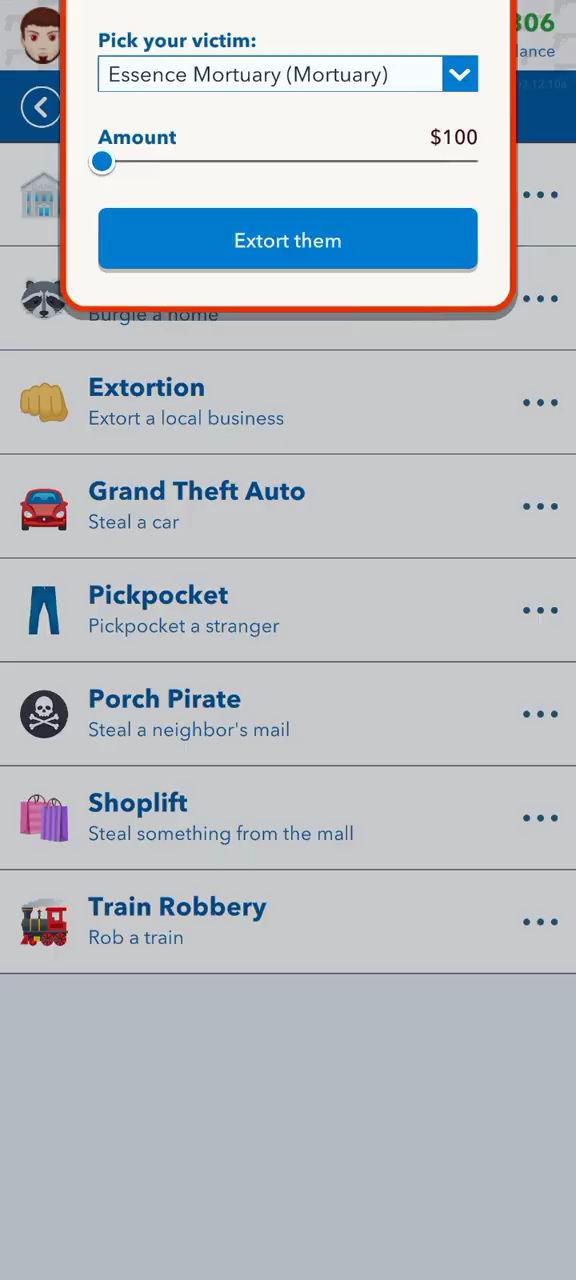 306
Pick your victim:
lance
Essence Mortuary (Mortuary)
Amount
$100
Extort them
Burgle a home
Extortion
Extort a local business
Grand Theft Auto
Steal a car
Pickpocket
Pickpocket a stranger
Porch Pirate
Steal a neighbor's mail
Shoplift
Steal something from the mall
Train Robbery
Rob a train